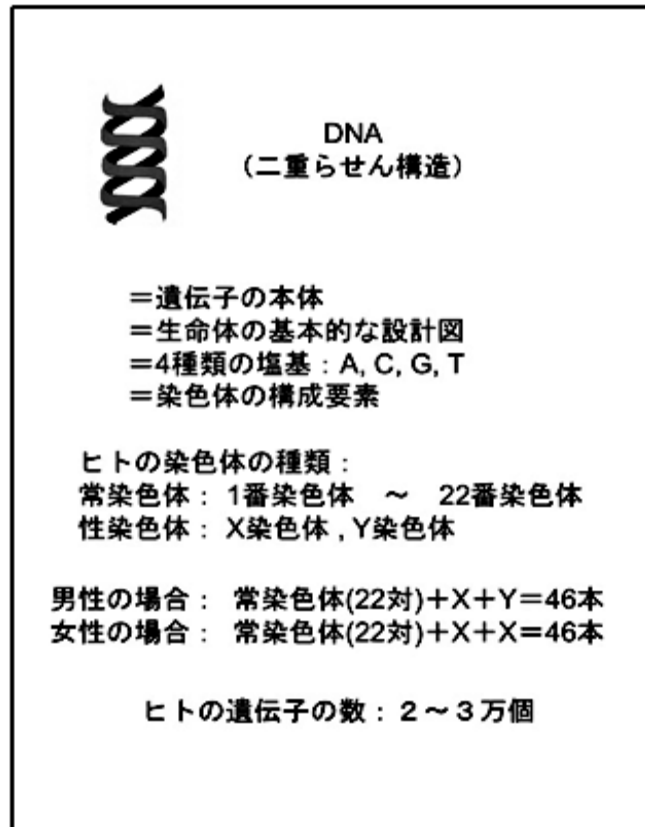 DNA
（二重らせん構造）
＝遺伝子の本体
＝生命体の基本的な設計図
＝4種類の塩基：A, C, G, T
＝染色体の構成要素
ヒトの染色体の種類：
常染色体： 1番染色体　～　22番染色体
性染色体： X染色体 , Y染色体
男性の場合： 常染色体(22対)＋X＋Y＝46本
女性の場合： 常染色体(22対)＋X＋X＝46本
ヒトの遺伝子の数：２～３万個